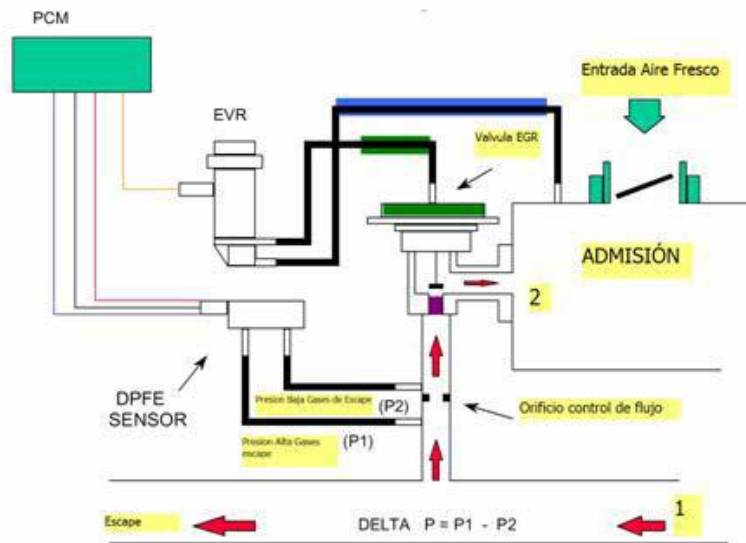 PCM
Entrada Aire Fresco
EVR
Valvula EGR
ADMISIÓN
2
DPFE
SENSOR
Presion Baja Gases de Escape
(P2)
Orificio control de flujo
Presion Alta Gases
escape
(P1)
1
Escape
DELTA P = P1 - P2